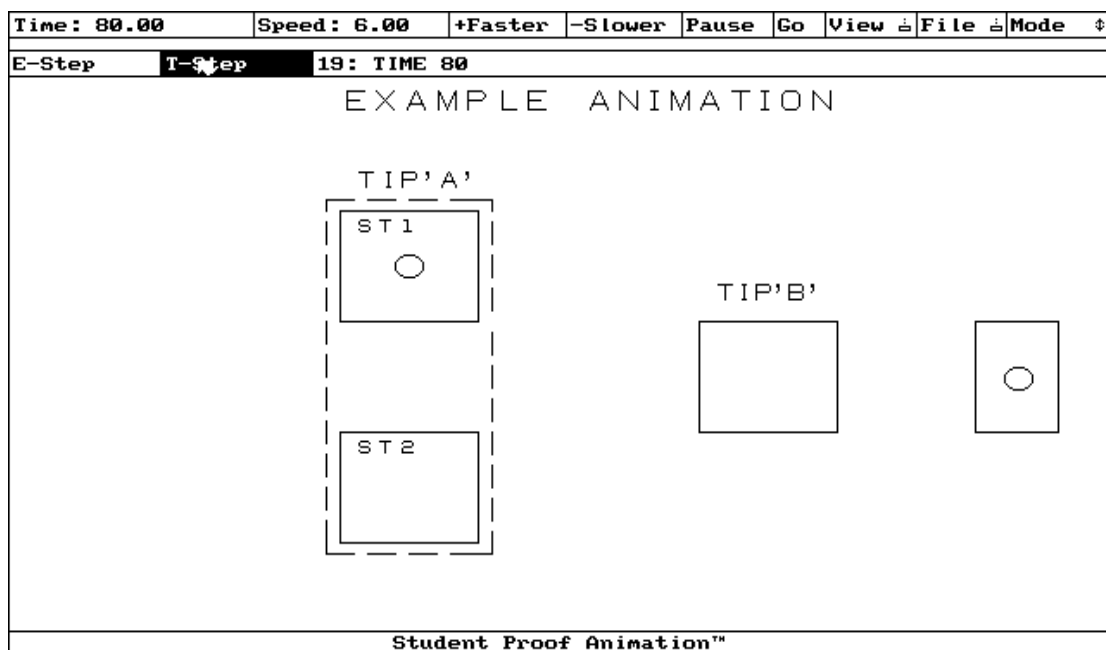 Time: 80.00 Speed: 6.00 +Faster -Slower Pause Go View File Mode
E-Step T-Step 19: TIME 80
EXAMPLE ANIMATION
TIP'A'
ST1
TIP'B'
ST2
Student Proof Animation™